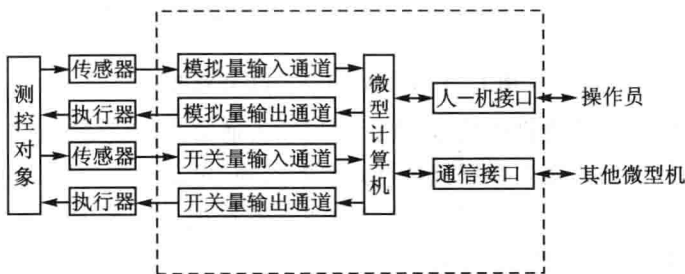 测控对象
传感器
模拟量输入通道
执行器
模拟量输出通道
传感器
开关量输入通道
执行器
开关量输出通道
微型计算机
人一机接口
操作员
通信接口
其他微型机